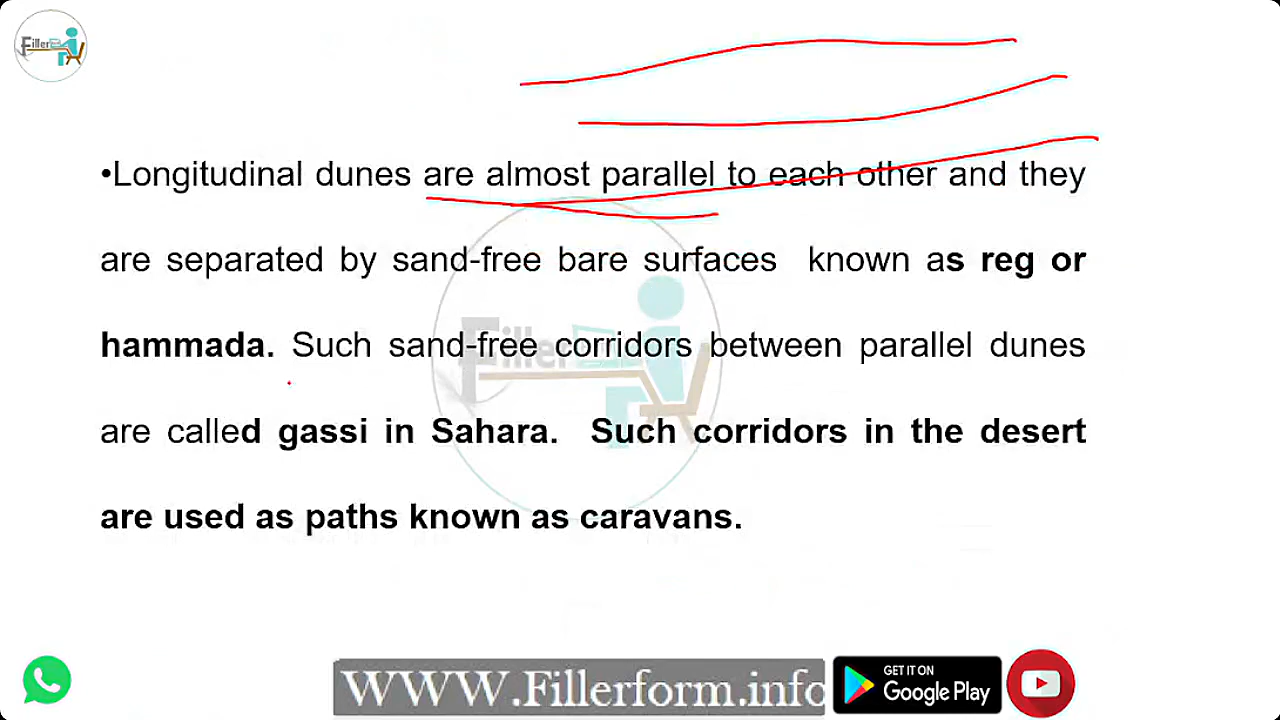 Filler
•Longitudinal dunes are almost parallel to each other and they
are separated by sand-free bare surfaces known as reg or
hammada. Such sand-free corridors between parallel dunes
are called gassi in Sahara. Such corridors in the desert
are used as paths known as caravans.
Filler
WWW.Fillerform.info
GET IT ON
Google Play